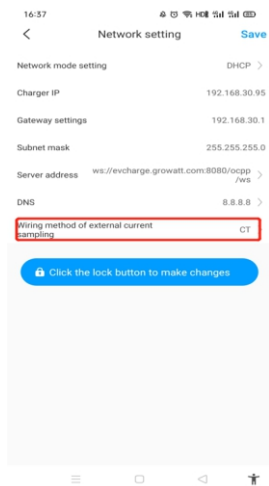 16:37
Network setting
Save
Network mode setting
DHCP
Charger IP
192.168.30.95
Gateway settings
192.168.30.1
Subnet mask
255.255.255.0
Server address
ws://evcharge.growatt.com:8080/ocpp
/ws
DNS
8.8.8.8
Wiring method of external current
sampling
CT
Click the lock button to make changes